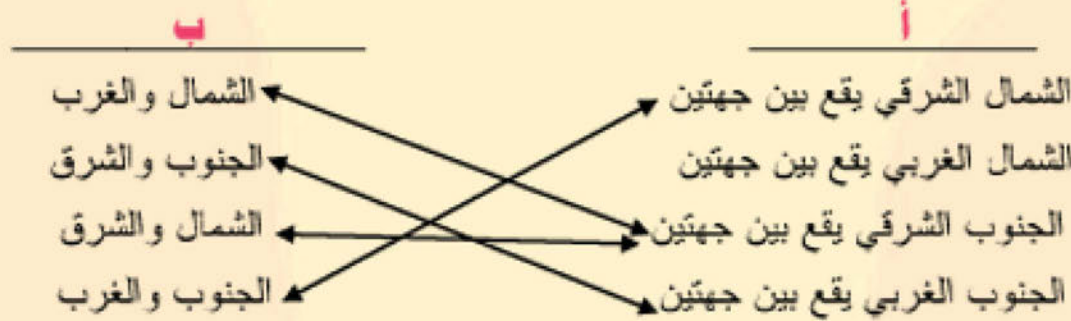 أ ب
الشمال الشرقي يقع بين جهتين الشمال والغرب
الشمال الغربي يقع بين جهتين الجنوب والشرق
الجنوب الشرقي يقع بين جهتين الشمال والشرق
الجنوب الغربي يقع بين جهتين الجنوب والغرب